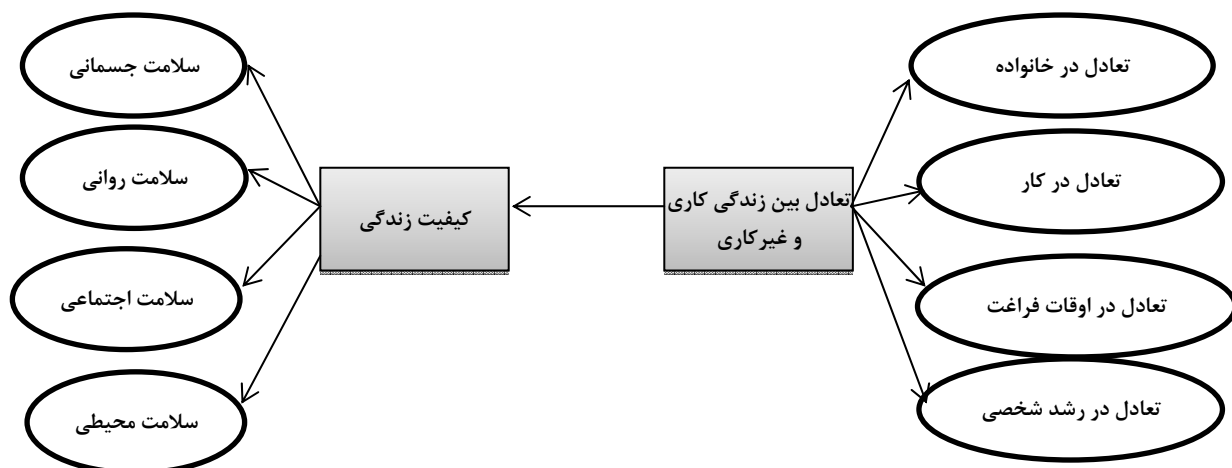 تعادل در خانواده
تعادل در کار
تعادل در اوقات فراغت
تعادل در رشد شخصی
تعادل بین زندگی کاری
و غیرکاری
کیفیت زندگی
سلامت جسمانی
سلامت روانی
سلامت اجتماعی
سلامت محیطی